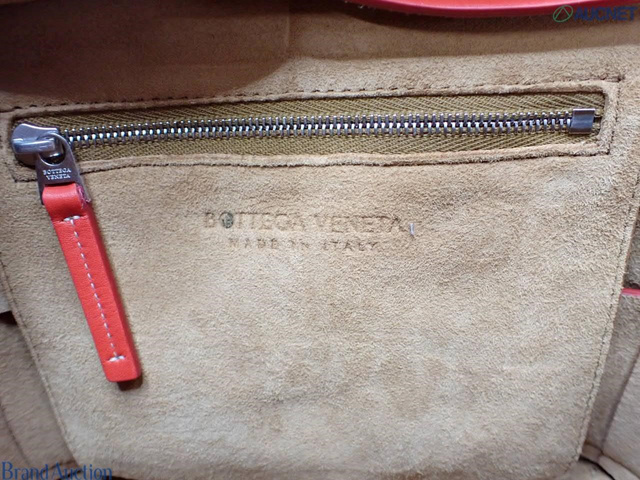 BOTTEGA
VENETA
BOTTEGA VENETA
MADE IN ITALY
Brand Auction